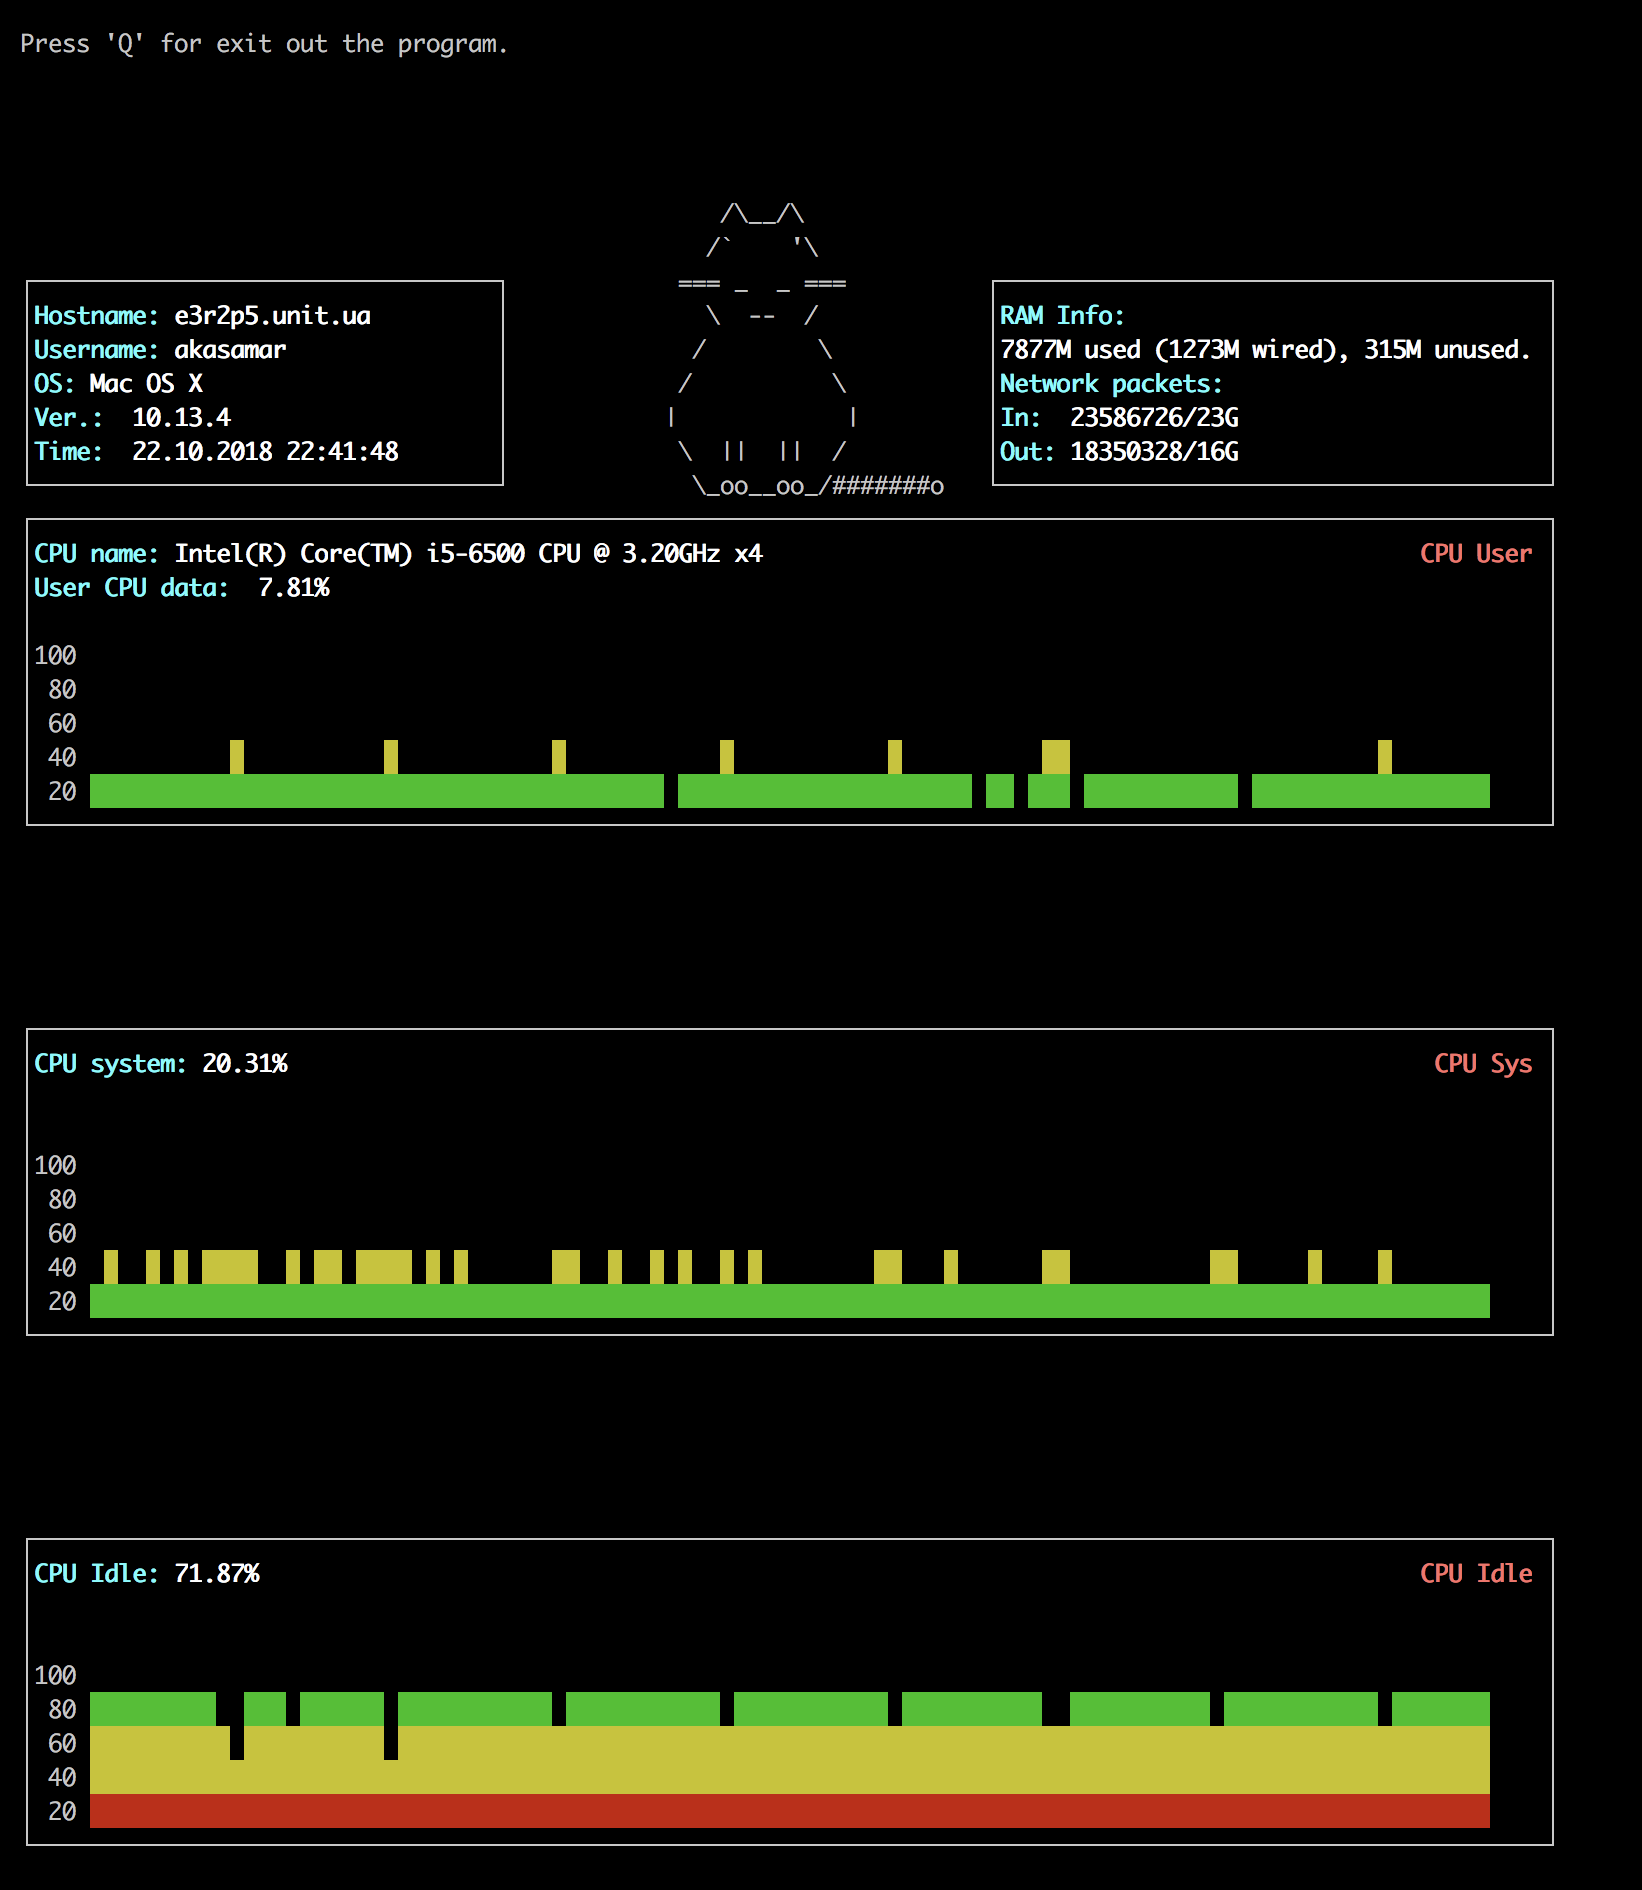 Press 'Q' for exit out the program.
/\__/\
/`    '\
=== _  _ ===
\  --  /
/        \
/          \
|            |
\  ||  ||  /
\_oo__oo_/#######o
Hostname: e3r2p5.unit.ua
Username: akasamar
OS: Mac OS X
Ver.:  10.13.4
Time:  22.10.2018 22:41:48
RAM Info:
7877M used (1273M wired), 315M unused.
Network packets:
In:  23586726/23G
Out: 18350328/16G
CPU name: Intel(R) Core(TM) i5-6500 CPU @ 3.20GHz x4
CPU User
User CPU data:  7.81%
100
80
60
40
20
CPU system: 20.31%
CPU Sys
100
80
60
40
20
CPU Idle: 71.87%
CPU Idle
100
80
60
40
20